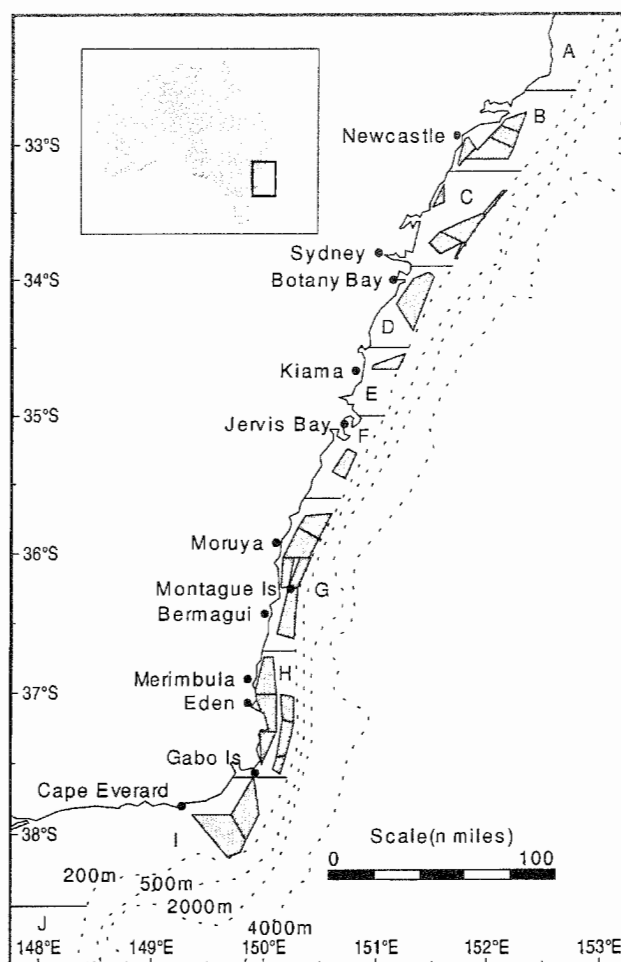 A
B
Newcastle
33°S
C
Sydney
34°S
Botany Bay
D
Kiama
E
35°S
Jervis Bay
F
Moruya
36°S
Montague Is
G
Bermagui
H
Merimbula
37°S
Eden
Gabo Is
Cape Everard
38°S
I
Scale(n miles)
0 100
200m
500m
2000m
4000m
J
148°E 149°E 150°E 151°E 152°E 153°E